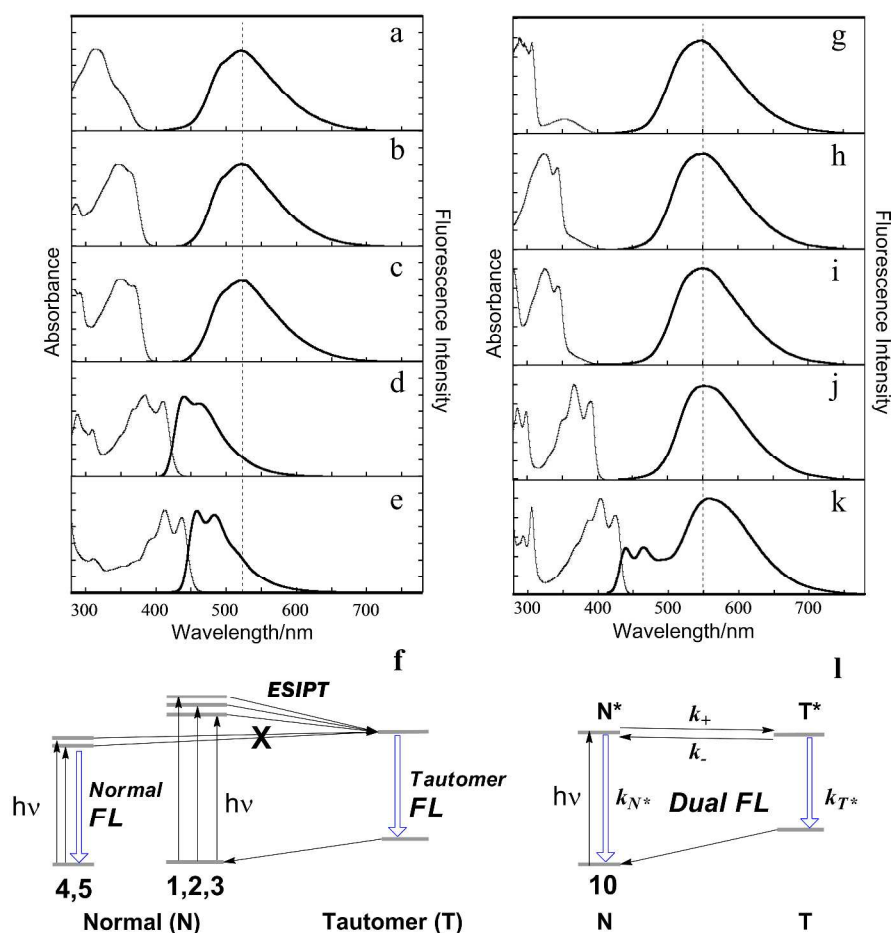 a
b
c
d
e
Absorbance
Fluorescence Intensity
300 400 500 600 700
Wavelength/nm
g
h
i
j
k
Absorbance
Fluorescence Intensity
300 400 500 600 700
Wavelength/nm
f
ESIPT
X
hν
Normal
FL
hν
Tautomer
FL
4,5
1,2,3
Normal (N)
Tautomer (T)
l
N*
T*
k+
k-
hν
kN*
Dual FL
kT*
10
N
T